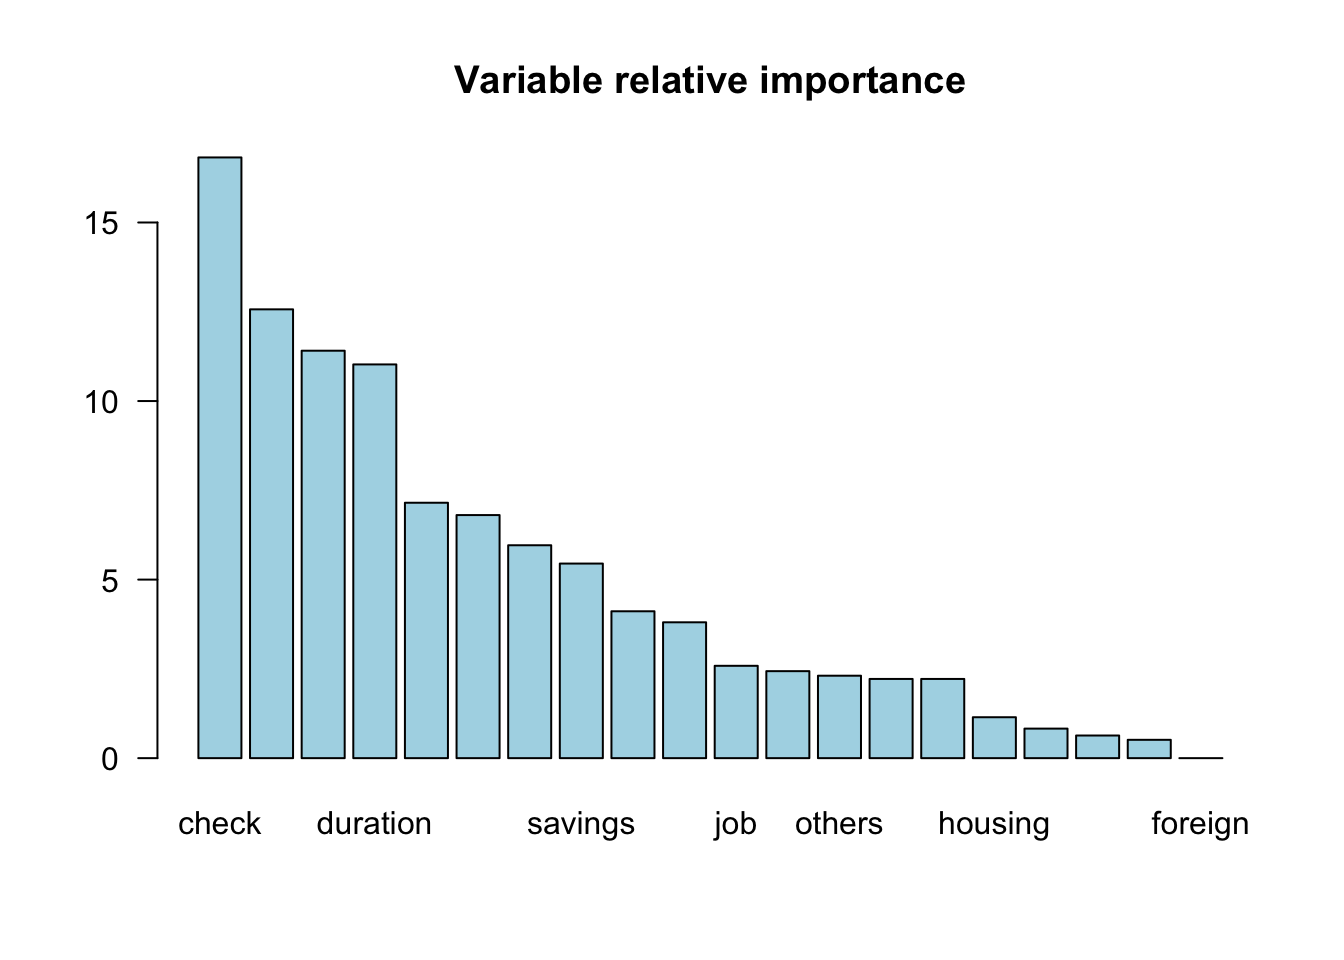 Variable relative importance
15
10
5
0
check duration savings job others housing foreign